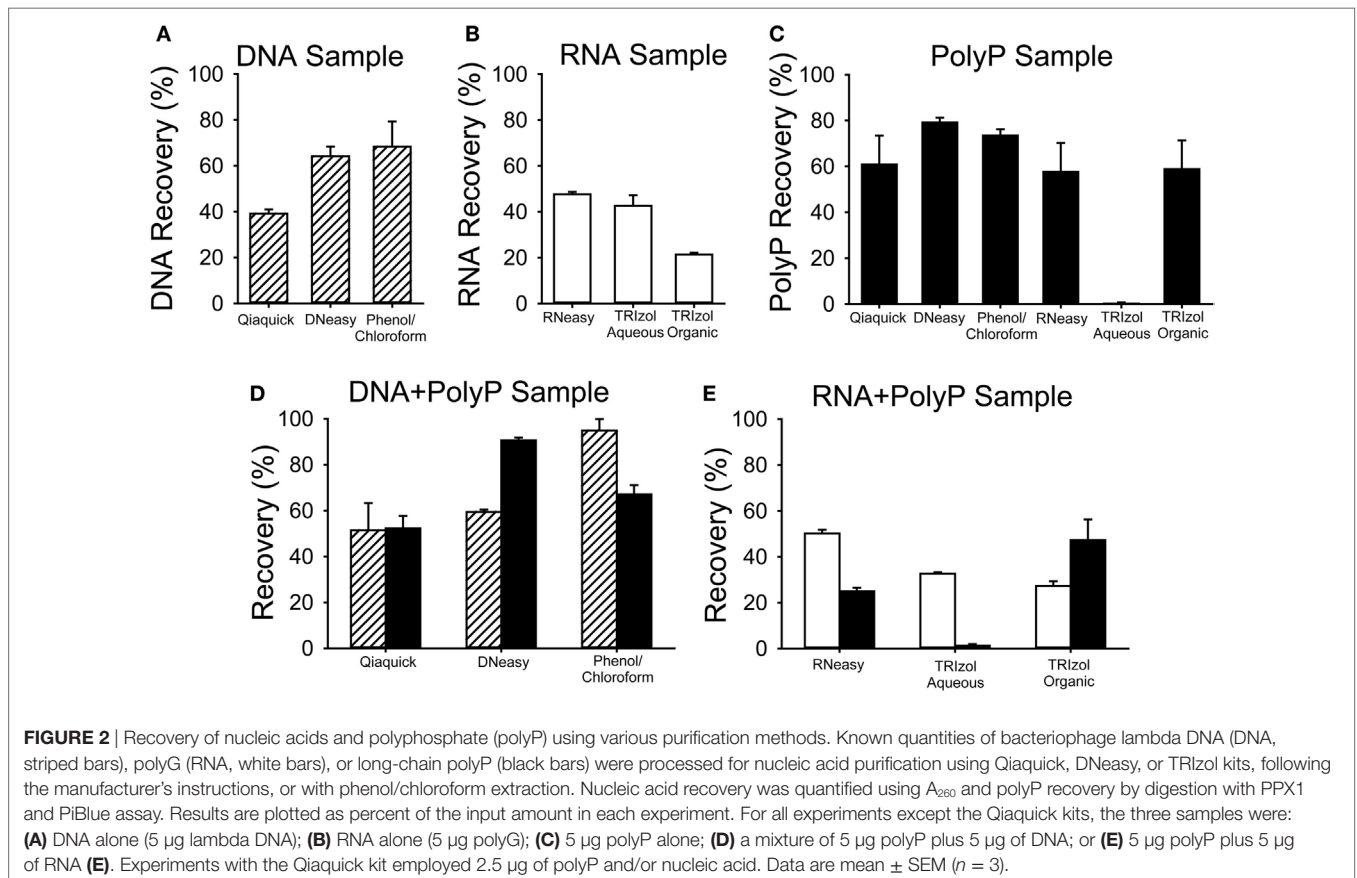 A
DNA Sample
DNA Recovery (%)
100
80
60
40
20
0
Qiaquick
DNeasy
Phenol/
Chloroform
B
RNA Sample
RNA Recovery (%)
100
80
60
40
20
0
RNeasy
TRIzol
Aqueous
TRIzol
Organic
C
PolyP Sample
PolyP Recovery (%)
100
80
60
40
20
0
Qiaquick
DNeasy
Phenol/
Chloroform
RNeasy
TRIzol
Aqueous
TRIzol
Organic
D
DNA+PolyP Sample
Recovery (%)
100
80
60
40
20
0
Qiaquick
DNeasy
Phenol/
Chloroform
E
RNA+PolyP Sample
Recovery (%)
100
80
60
40
20
0
RNeasy
TRIzol
Aqueous
TRIzol
Organic
FIGURE 2 | Recovery of nucleic acids and polyphosphate (polyP) using various purification methods. Known quantities of bacteriophage lambda DNA (DNA,
striped bars), polyG (RNA, white bars), or long-chain polyP (black bars) were processed for nucleic acid purification using Qiaquick, DNeasy, or TRIzol kits, following
the manufacturer's instructions, or with phenol/chloroform extraction. Nucleic acid recovery was quantified using A₂₆₀ and polyP recovery by digestion with PPX1
and PiBlue assay. Results are plotted as percent of the input amount in each experiment. For all experiments except the Qiaquick kits, the three samples were:
(A) DNA alone (5 µg lambda DNA); (B) RNA alone (5 µg polyG); (C) 5 µg polyP alone; (D) a mixture of 5 µg polyP plus 5 µg of DNA; or (E) 5 µg polyP plus 5 µg
of RNA (E). Experiments with the Qiaquick kit employed 2.5 µg of polyP and/or nucleic acid. Data are mean ± SEM (n = 3).